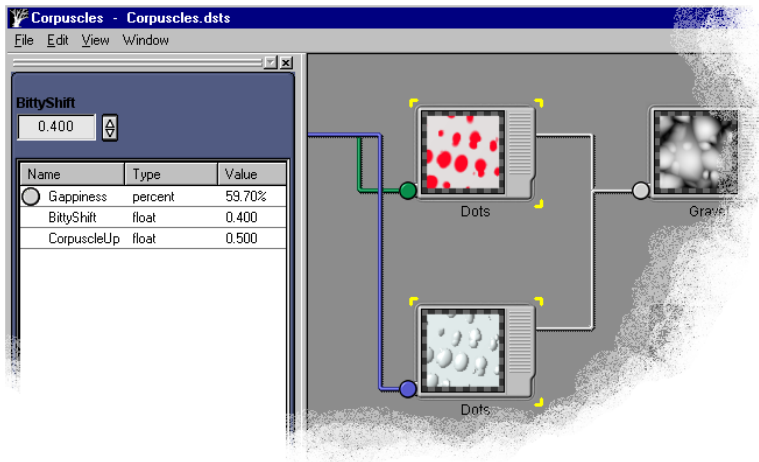 Corpuscles - Corpuscles.dsts
File Edit View Window
BittyShift
0.400
Name Type Value
Gappiness percent 59.70%
BittyShift float 0.400
CorpuscleUp float 0.500
Dots
Dots